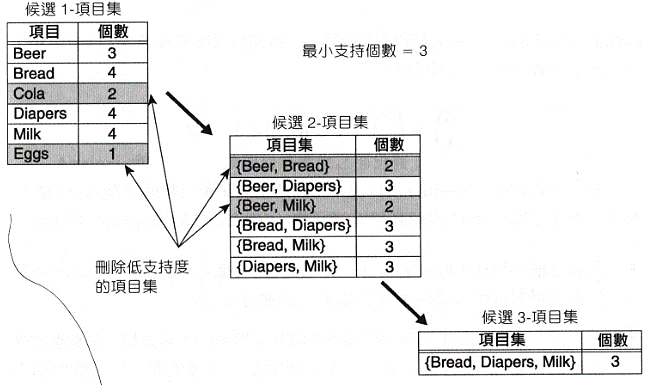 候選 1-項目集
項目 個數
Beer 3
Bread 4
Cola 2
Diapers 4
Milk 4
Eggs 1
最小支持個數 = 3
候選 2-項目集
項目集 個數
{Beer, Bread} 2
{Beer, Diapers} 3
{Beer, Milk} 2
{Bread, Diapers} 3
{Bread, Milk} 3
{Diapers, Milk} 3
刪除低支持度
的項目集
候選 3-項目集
項目集 個數
{Bread, Diapers, Milk} 3